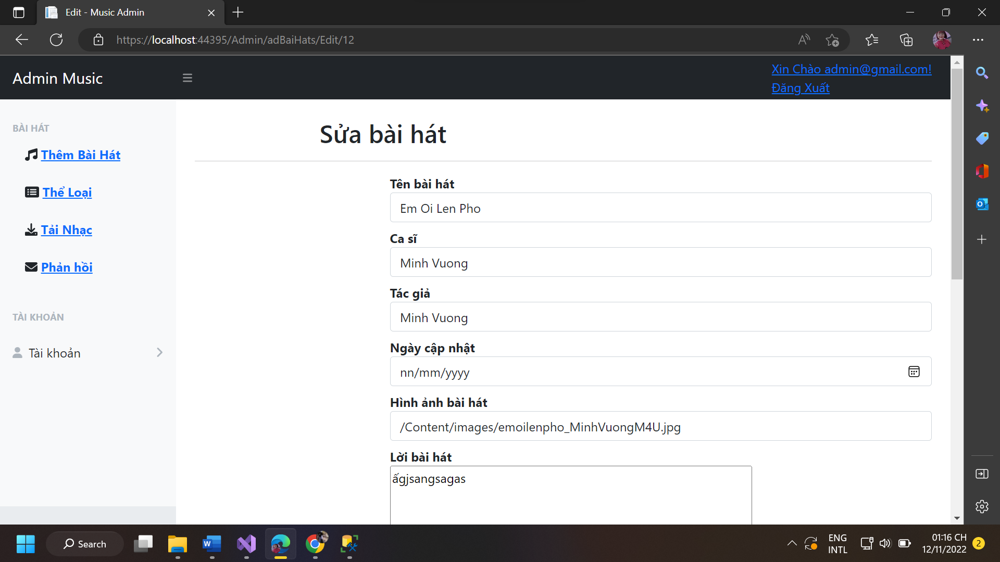 Edit - Music Admin
https://localhost:44395/Admin/adBaiHats/Edit/12
Admin Music
Xin Chào admin@gmail.com!
Đăng Xuất
BÀI HÁT
Thêm Bài Hát
Thể Loại
Tải Nhạc
Phản hồi
TÀI KHOẢN
Tài khoản
Sửa bài hát
Tên bài hát
Em Oi Len Pho
Ca sĩ
Minh Vuong
Tác giả
Minh Vuong
Ngày cập nhật
nn/mm/yyyy
Hình ảnh bài hát
/Content/images/emoilenpho_MinhVuongM4U.jpg
Lời bài hát
ấgjsangsagas
Search
ENG
INTL
01:16 CH
12/11/2022
2